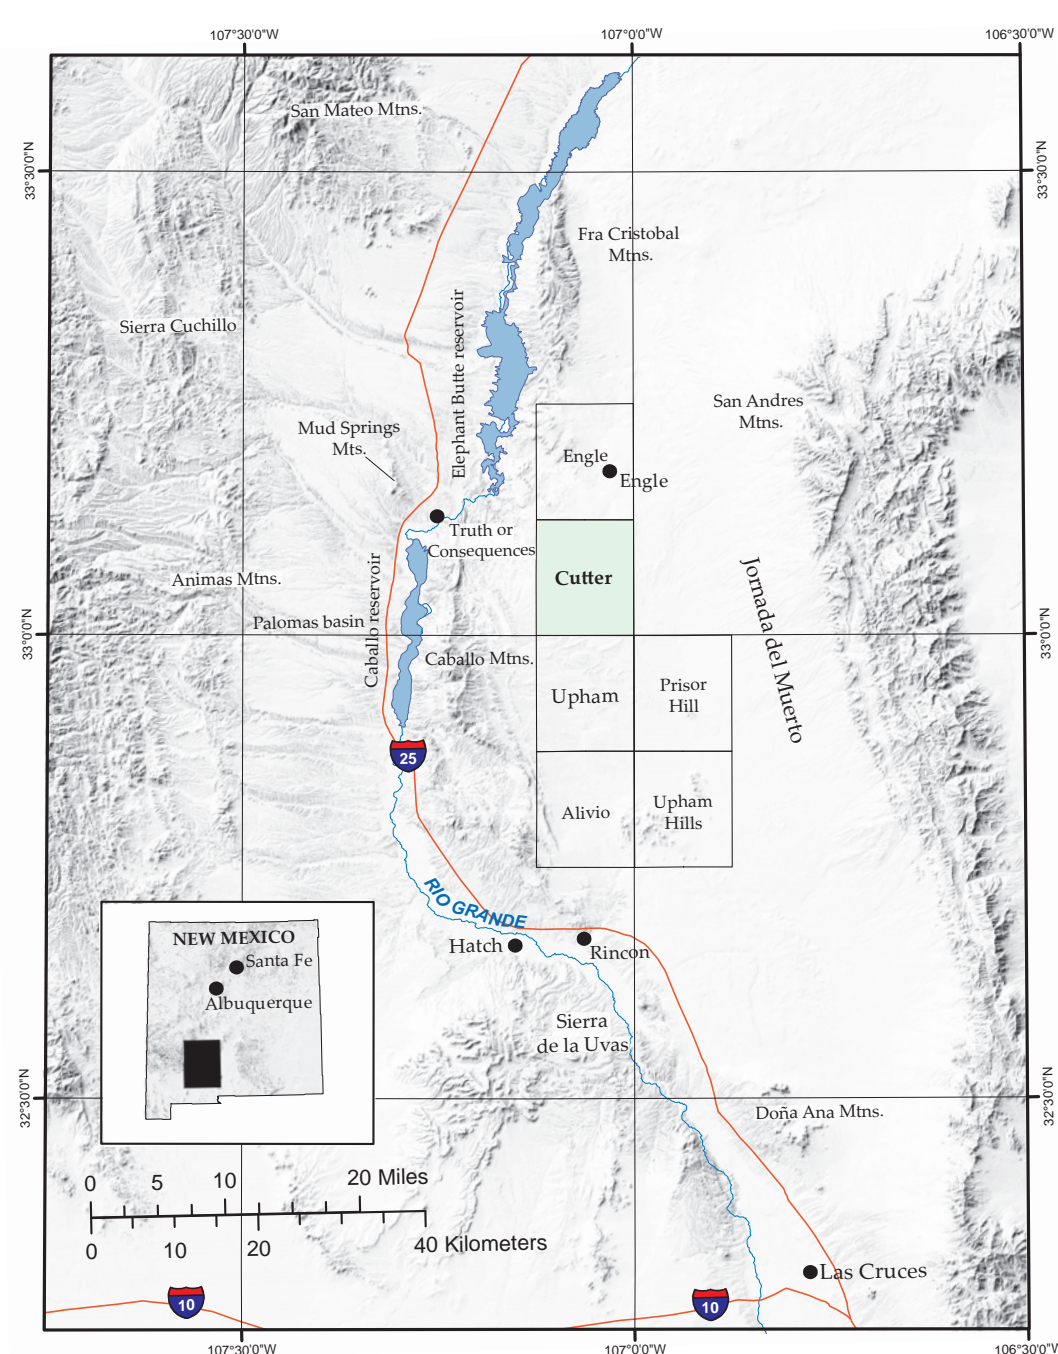 107°30'0"W
107°0'0"W
106°30'0"W
33°30'0"N
33°30'0"N
San Mateo Mtns.
Fra Cristobal
Mtns.
Sierra Cuchillo
Elephant Butte reservoir
San Andres
Mtns.
Mud Springs
Mts.
Engle
Engle
Truth or
Consequences
Cutter
Animas Mtns.
Palomas basin
Caballo reservoir
Jornada del Muerto
33°0'0"N
33°0'0"N
Caballo Mtns.
Upham
Prisor
Hill
25
Alivio
Upham
Hills
RIO GRANDE
Hatch
Rincon
NEW MEXICO
Santa Fe
Albuquerque
Sierra
de la Uvas
32°30'0"N
32°30'0"N
Doña Ana Mtns.
0 5 10 20 Miles
0 10 20 40 Kilometers
Las Cruces
10
10
107°30'0"W
107°0'0"W
106°30'0"W